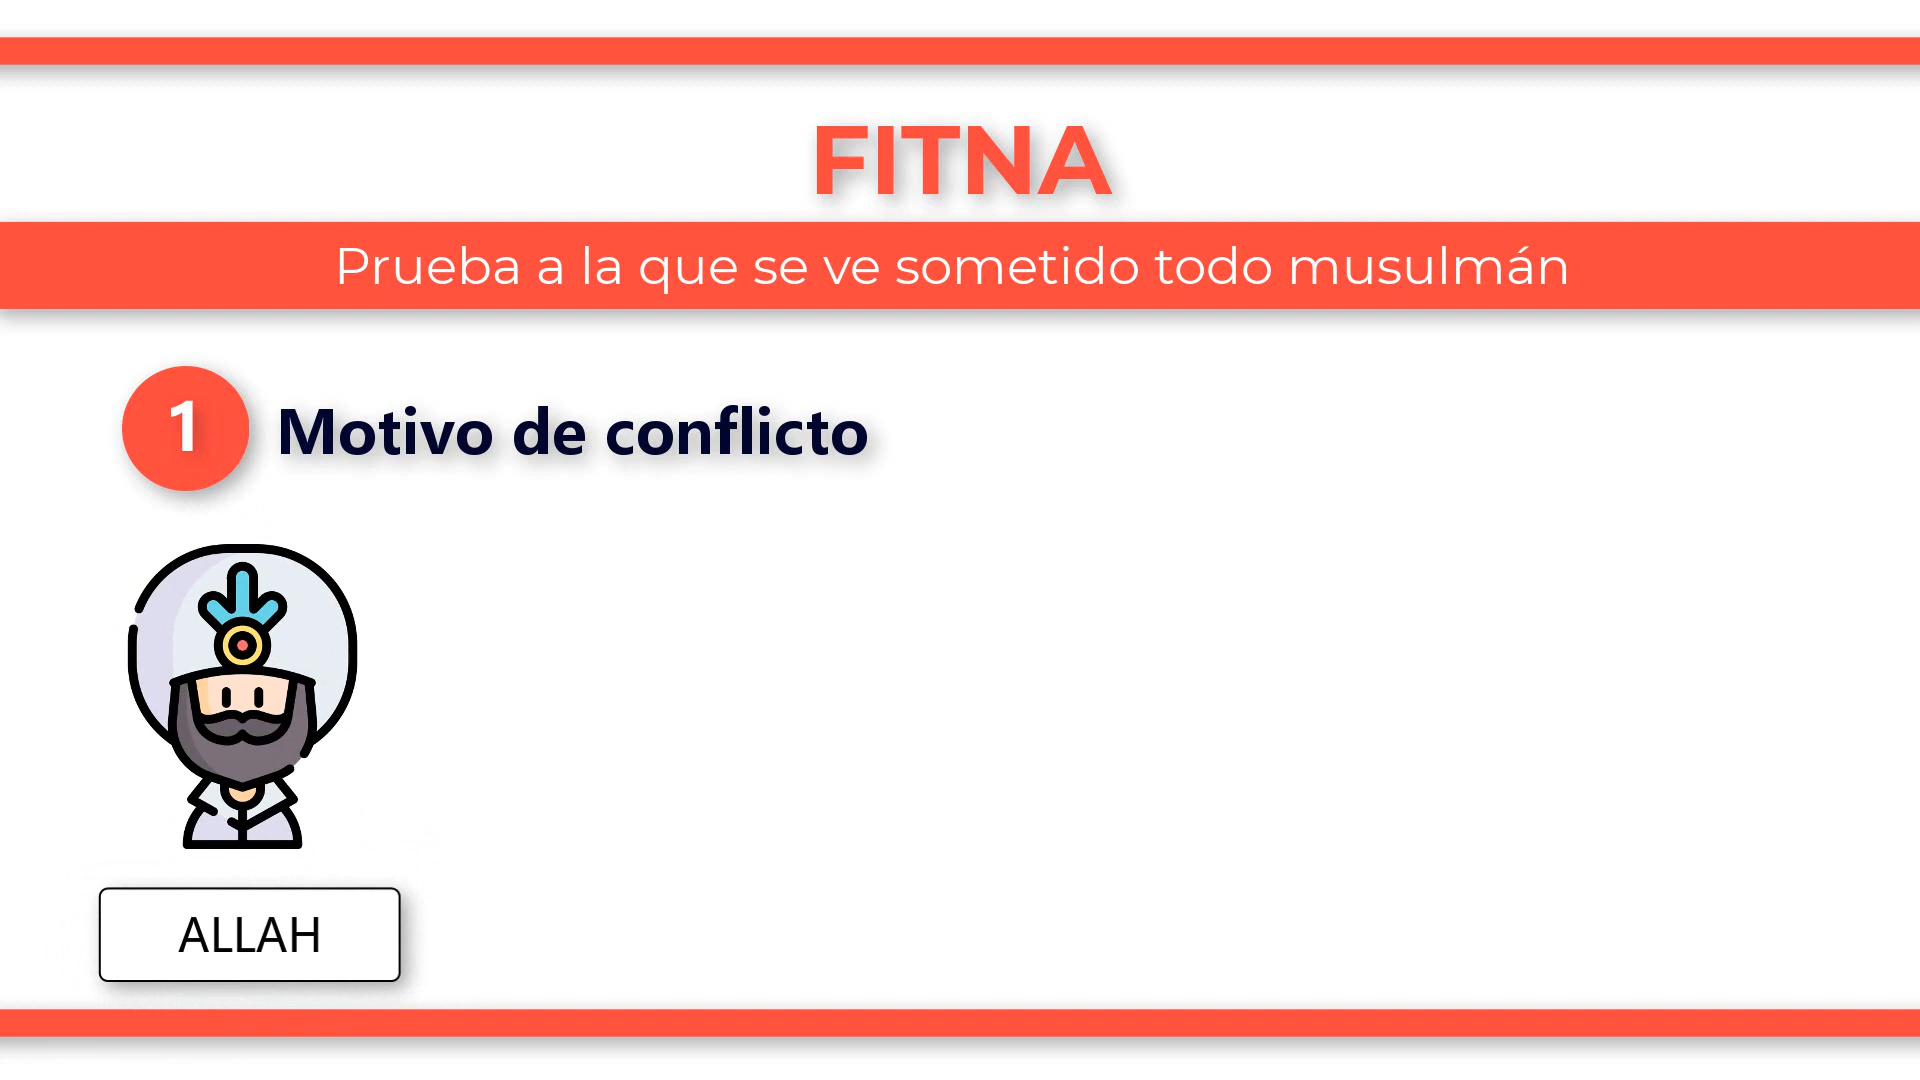 FITNA
Prueba a la que se ve sometido todo musulmán
1 Motivo de conflicto
ALLAH